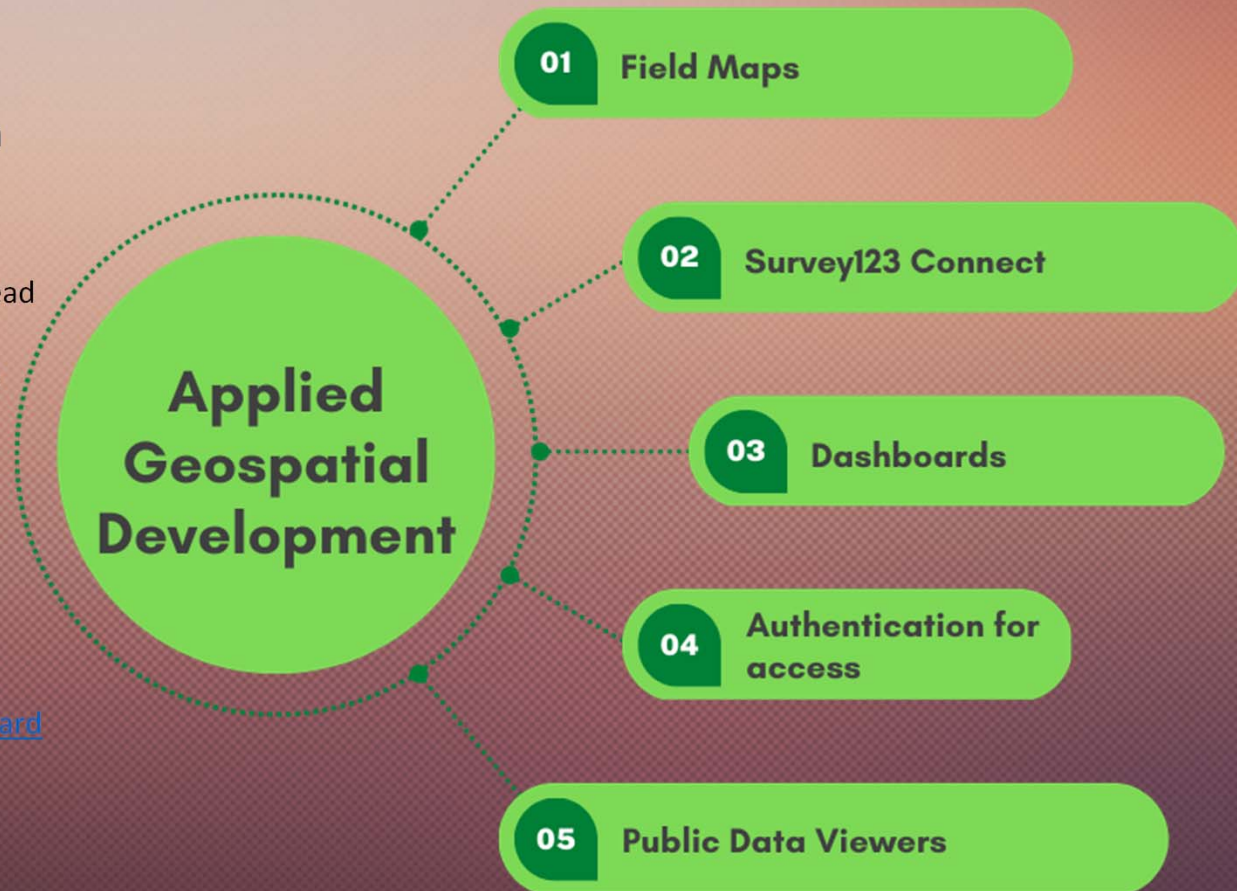 ead
ard
Applied
Geospatial
Development
01
Field Maps
02
Survey123 Connect
03
Dashboards
04
Authentication for
access
05
Public Data Viewers